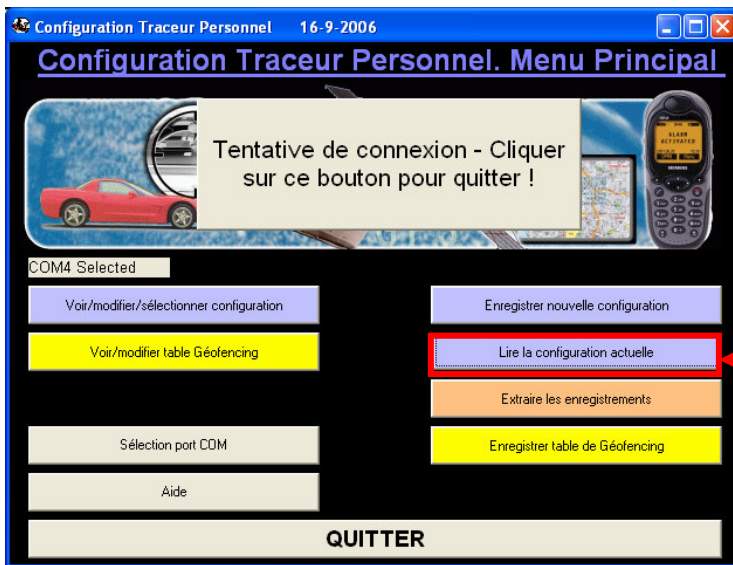 Configuration Traceur Personnel 16-9-2006
Configuration Traceur Personnel. Menu Principal
Tentative de connexion - Cliquer
sur ce bouton pour quitter !
ALARM
ACTIVATED
SIEMENS
COM4 Selected
Voir/modifier/sélectionner configuration
Enregistrer nouvelle configuration
Voir/modifier table Géofencing
Lire la configuration actuelle
Extraire les enregistrements
Sélection port COM
Enregistrer table de Géofencing
Aide
QUITTER